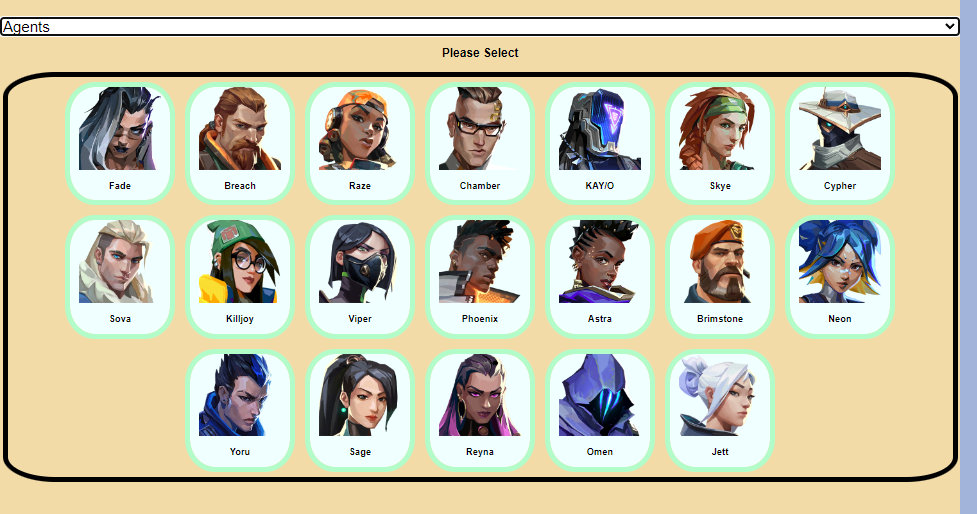 Agents
Please Select
Fade Breach Raze Chamber KAY/O Skye Cypher
Sova Killjoy Viper Phoenix Astra Brimstone Neon
Yoru Sage Reyna Omen Jett